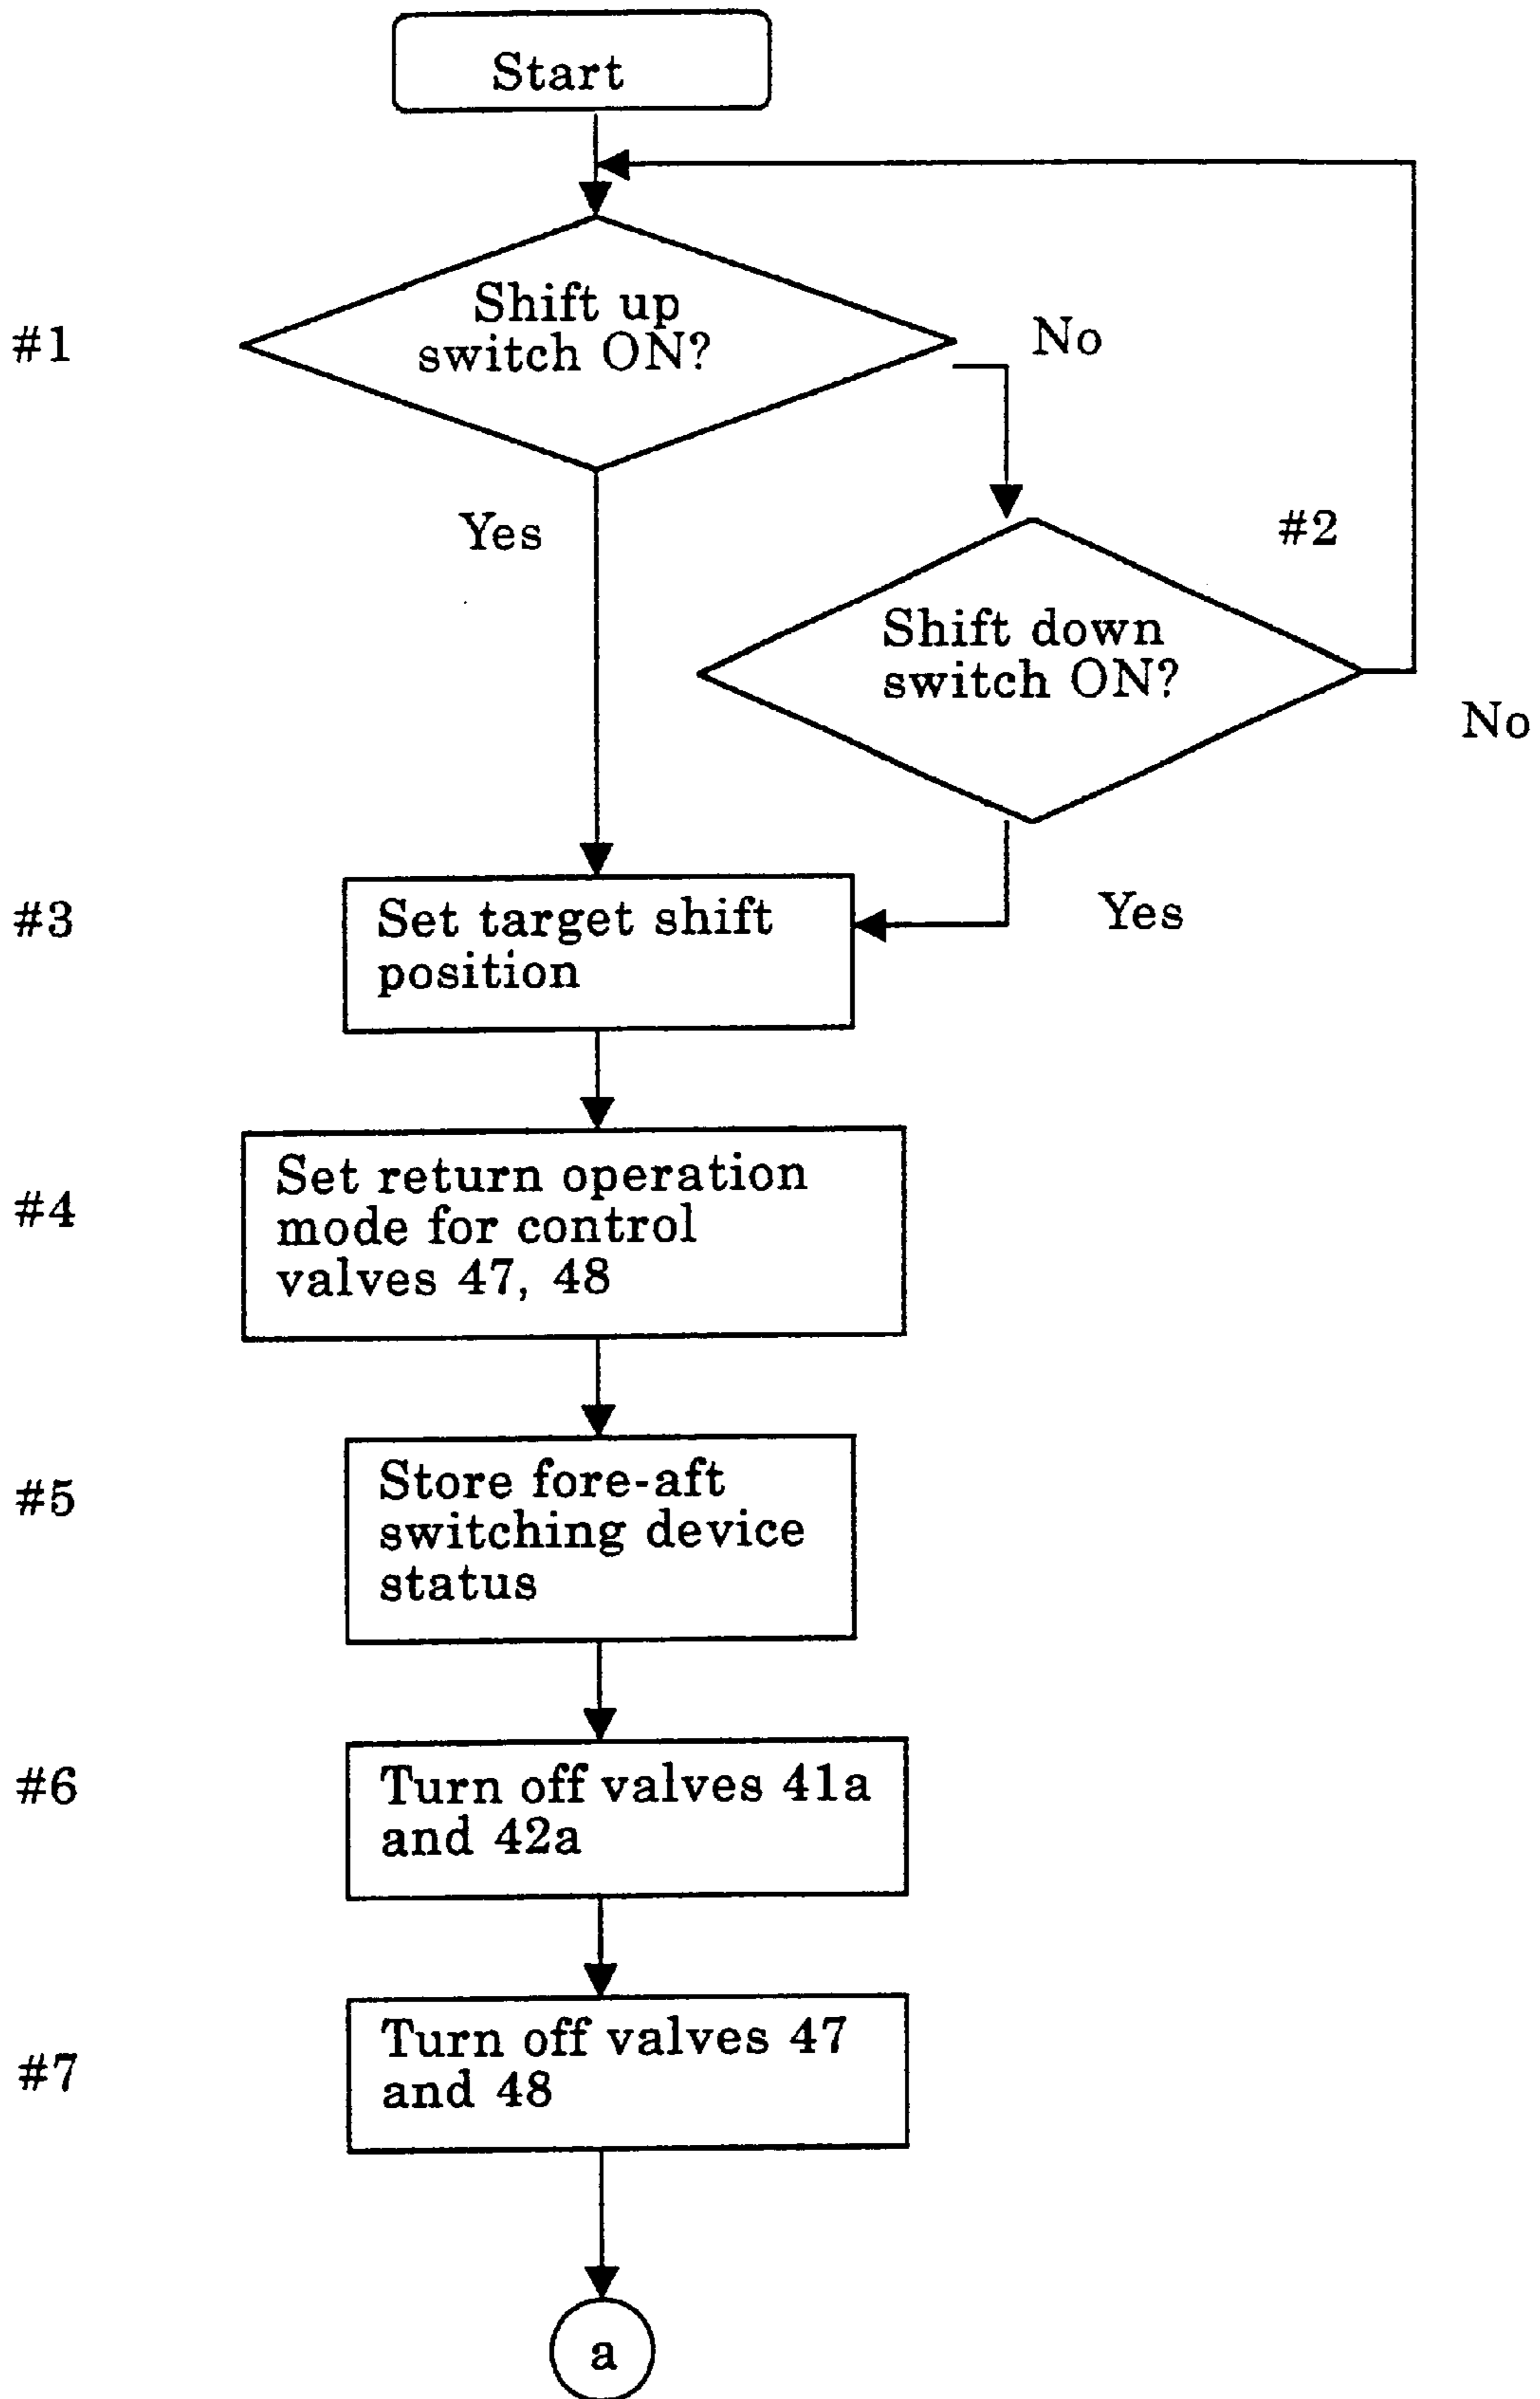 Start
#1
Shift up
switch ON?
No
Yes
#2
Shift down
switch ON?
No
Yes
#3
Set target shift
position
#4
Set return operation
mode for control
valves 47, 48
#5
Store fore-aft
switching device
status
#6
Turn off valves 41a
and 42a
#7
Turn off valves 47
and 48
a